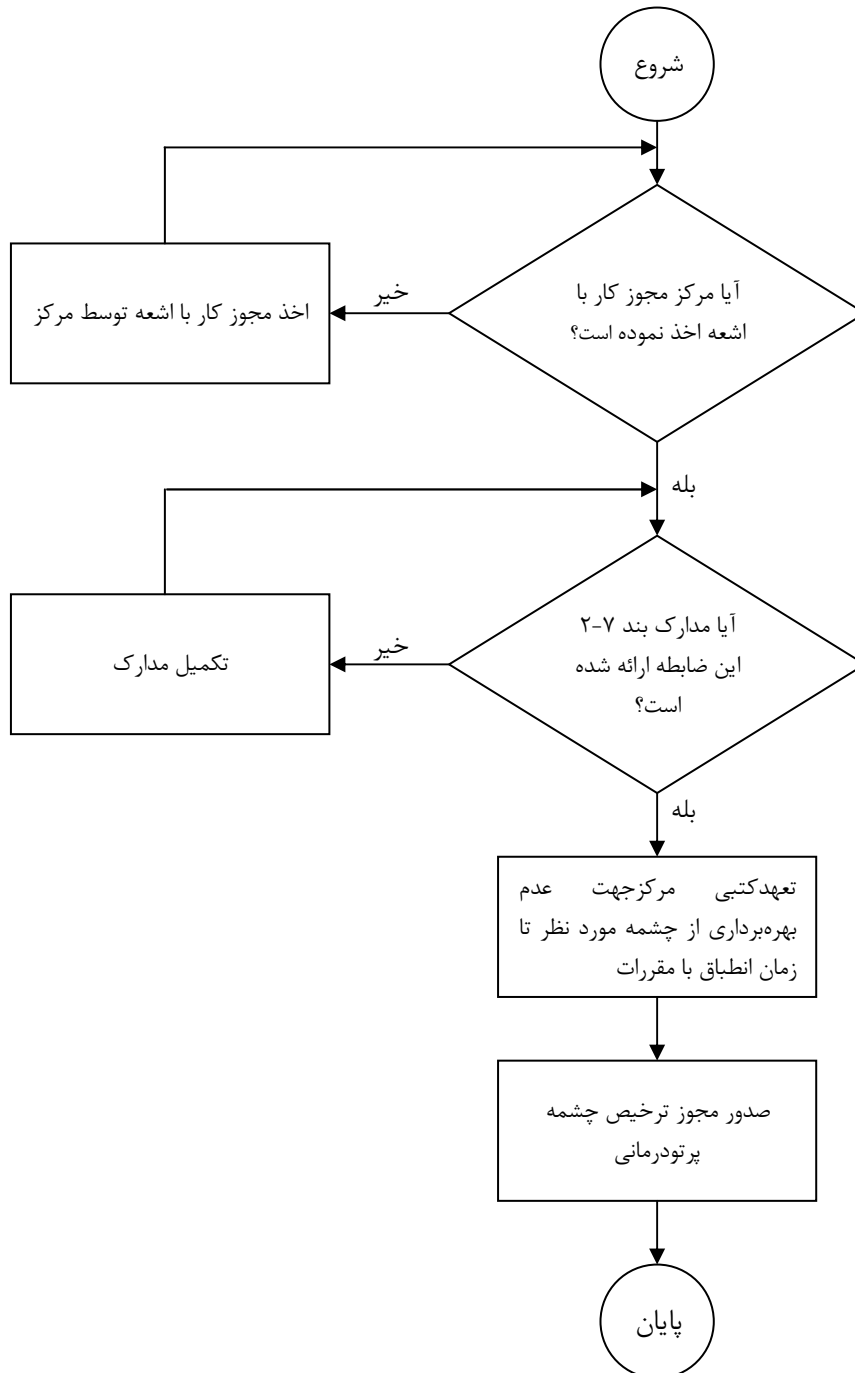 شروع
آیا مرکز مجوز کار با
اشعه اخذ نموده است؟
خیر
اخذ مجوز کار با اشعه توسط مرکز
بله
آیا مدارک بند ۷-۲
این ضابطه ارائه شده
است؟
خیر
تکمیل مدارک
بله
تعهدکتبی مرکزجهت عدم
بهره‌برداری از چشمه مورد نظر تا
زمان انطباق با مقررات
صدور مجوز ترخیص چشمه
پرتودرمانی
پایان